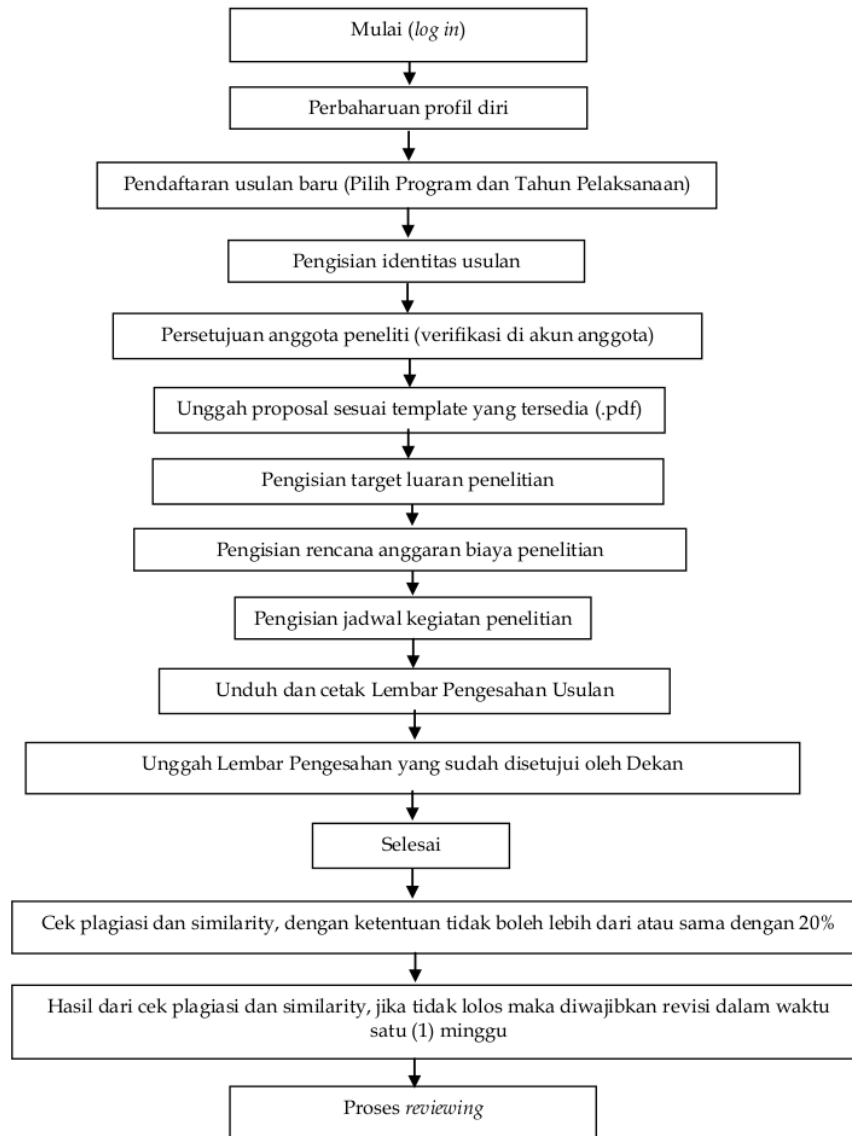 Mulai (log in)
Perbaharuan profil diri
Pendaftaran usulan baru (Pilih Program dan Tahun Pelaksanaan)
Pengisian identitas usulan
Persetujuan anggota peneliti (verifikasi di akun anggota)
Unggah proposal sesuai template yang tersedia (.pdf)
Pengisian target luaran penelitian
Pengisian rencana anggaran biaya penelitian
Pengisian jadwal kegiatan penelitian
Unduh dan cetak Lembar Pengesahan Usulan
Unggah Lembar Pengesahan yang sudah disetujui oleh Dekan
Selesai
Cek plagiasi dan similarity, dengan ketentuan tidak boleh lebih dari atau sama dengan 20%
Hasil dari cek plagiasi dan similarity, jika tidak lolos maka diwajibkan revisi dalam waktu
satu (1) minggu
Proses reviewing